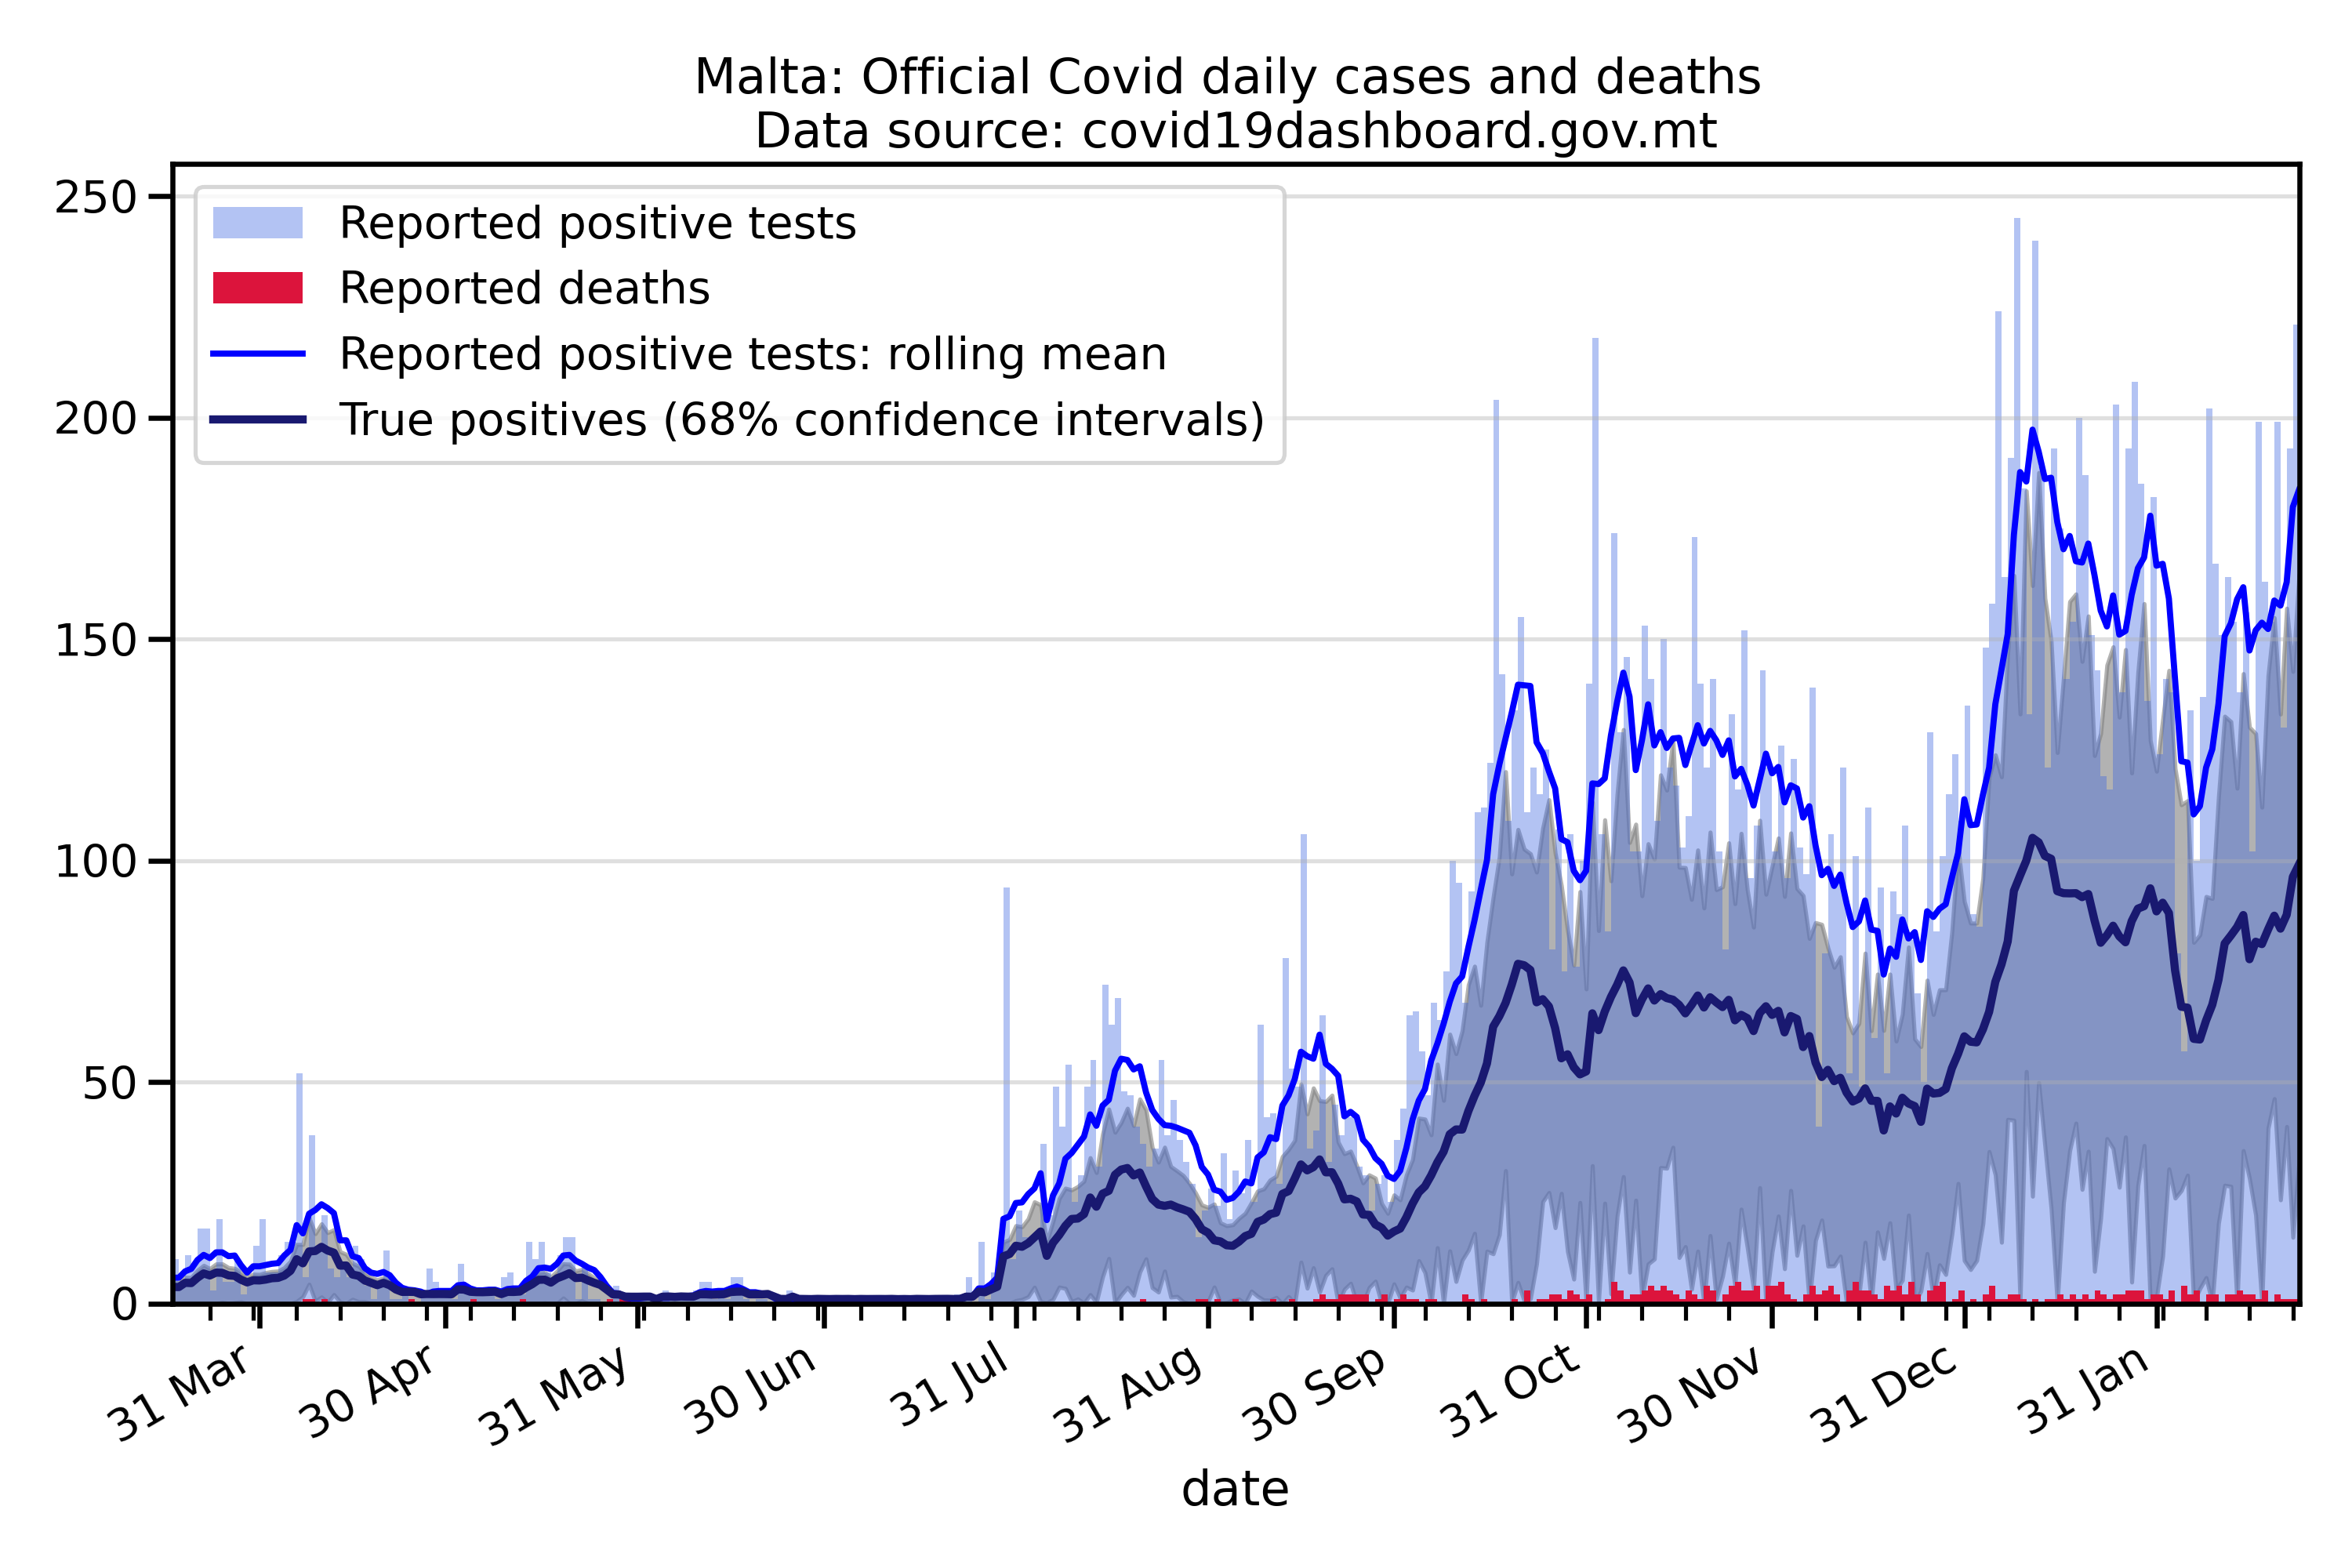 Malta: Official Covid daily cases and deaths
Data source: covid19dashboard.gov.mt
Reported positive tests
Reported deaths
Reported positive tests: rolling mean
True positives (68% confidence intervals)
250
200
150
100
50
0
31 Mar
30 Apr
31 May
30 Jun
31 Jul
31 Aug
30 Sep
31 Oct
30 Nov
31 Dec
31 Jan
date